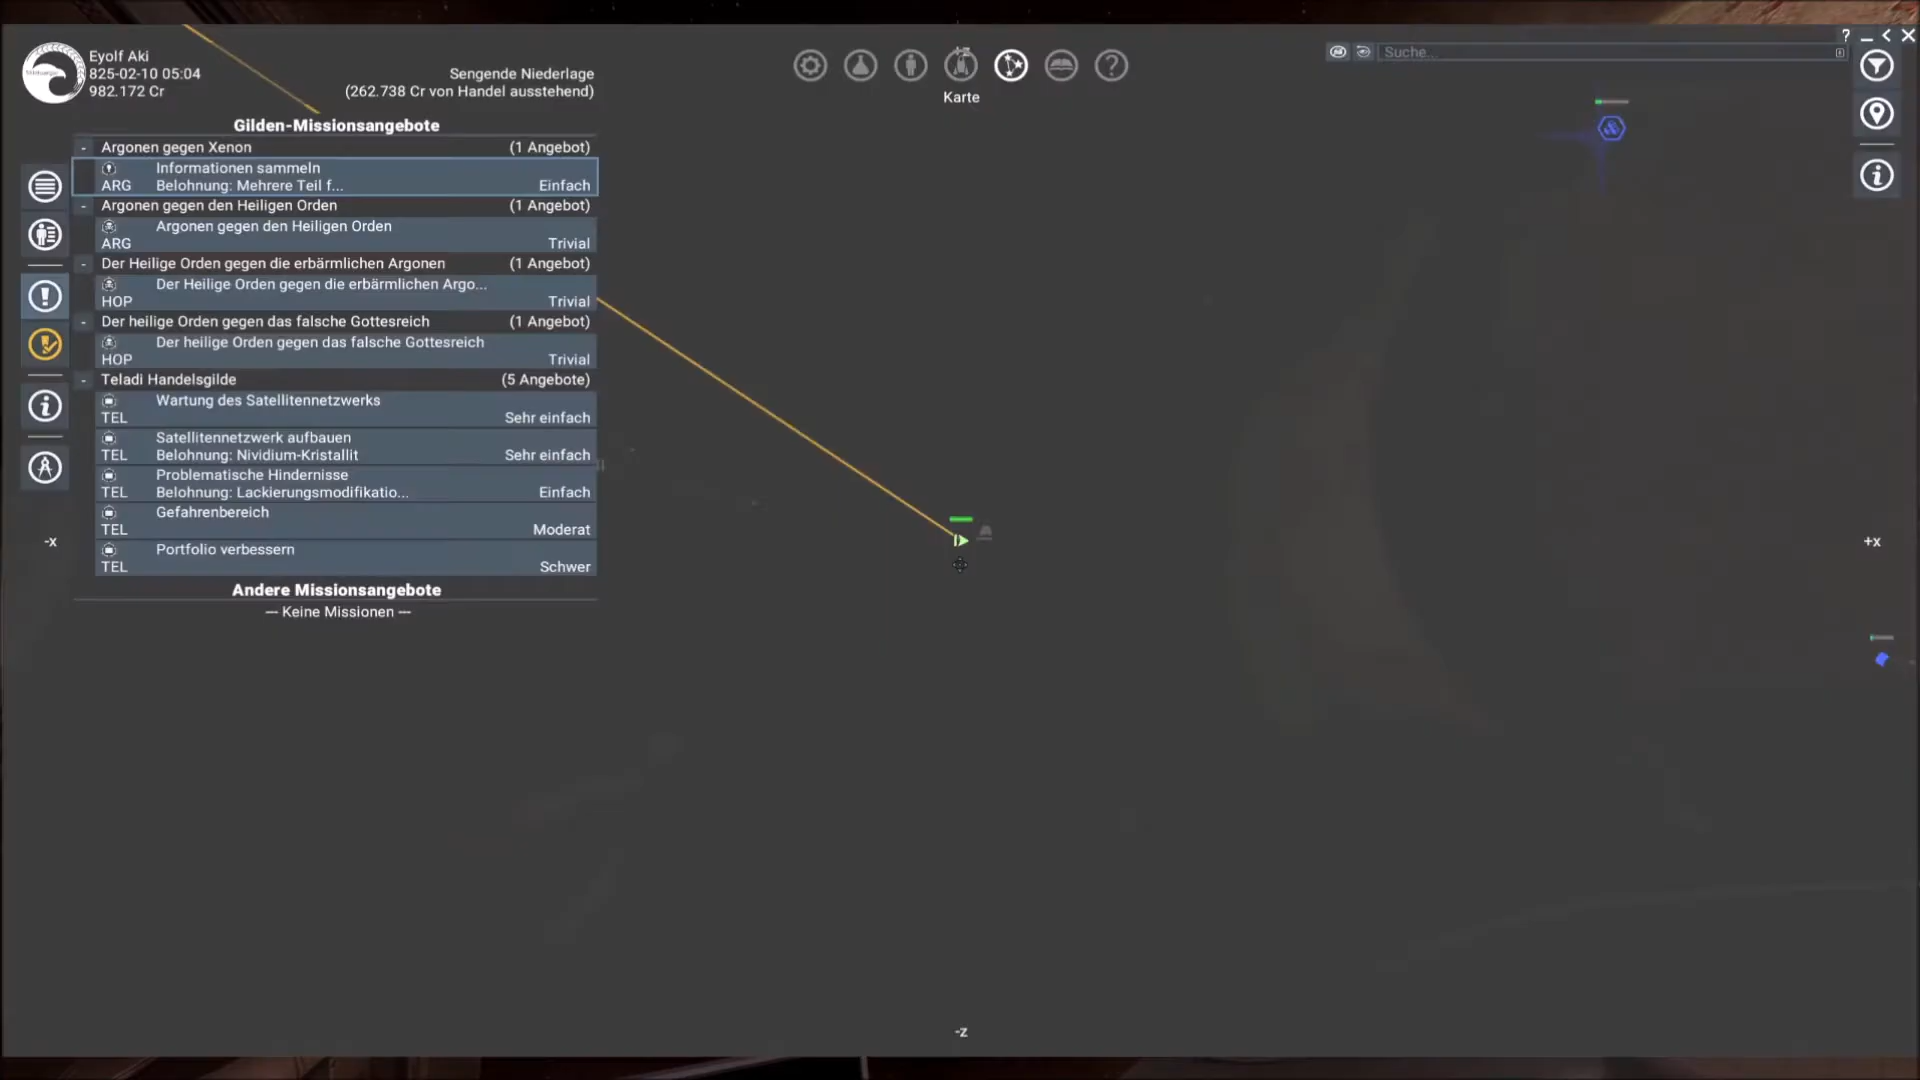 Eyolf Aki
825-02-10 05:04
982.172 Cr
Sengende Niederlage
(262.738 Cr von Handel ausstehend)
Karte
Suche...
?
Gilden-Missionsangebote
- Argonen gegen Xenon (1 Angebot)
Informationen sammeln
ARG Belohnung: Mehrere Teil f... Einfach
- Argonen gegen den Heiligen Orden (1 Angebot)
Argonen gegen den Heiligen Orden
ARG Trivial
- Der Heilige Orden gegen die erbärmlichen Argonen (1 Angebot)
Der Heilige Orden gegen die erbärmlichen Argo...
HOP Trivial
- Der heilige Orden gegen das falsche Gottesreich (1 Angebot)
Der heilige Orden gegen das falsche Gottesreich
HOP Trivial
- Teladi Handelsgilde (5 Angebote)
Wartung des Satellitennetzwerks
TEL Sehr einfach
Satellitennetzwerk aufbauen
TEL Belohnung: Nividium-Kristallit Sehr einfach
Problematische Hindernisse
TEL Belohnung: Lackierungsmodifikatio... Einfach
Gefahrenbereich
TEL Moderat
Portfolio verbessern
TEL Schwer
Andere Missionsangebote
--- Keine Missionen ---
-x
+x
-z